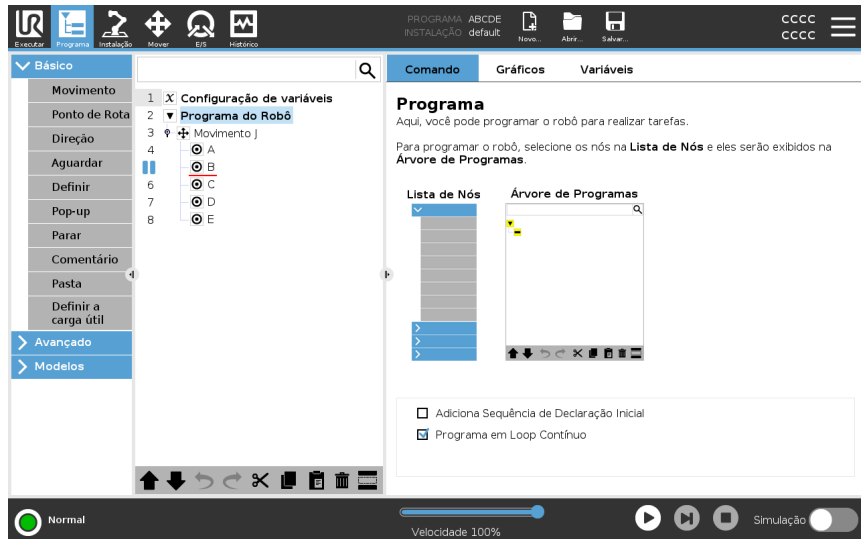 UR
PROGRAMA ABCDE
INSTALAÇÃO default
cccc
cccc
Executar Programa Instalação Mover E/S Histórico
Novo... Abrir... Salvar...
Básico
Movimento
Ponto de Rota
Direção
Aguardar
Definir
Pop-up
Parar
Comentário
Pasta
Definir a
carga útil
Avançado
Modelos
1 X Configuração de variáveis
2 Programa do Robô
3 Movimento J
4 A
B
6 C
7 D
8 E
Comando Gráficos Variáveis
Programa
Aqui, você pode programar o robô para realizar tarefas.
Para programar o robô, selecione os nós na Lista de Nós e eles serão exibidos na
Árvore de Programas.
Lista de Nós Árvore de Programas
Adiciona Sequência de Declaração Inicial
Programa em Loop Contínuo
Normal
Velocidade 100%
Simulação